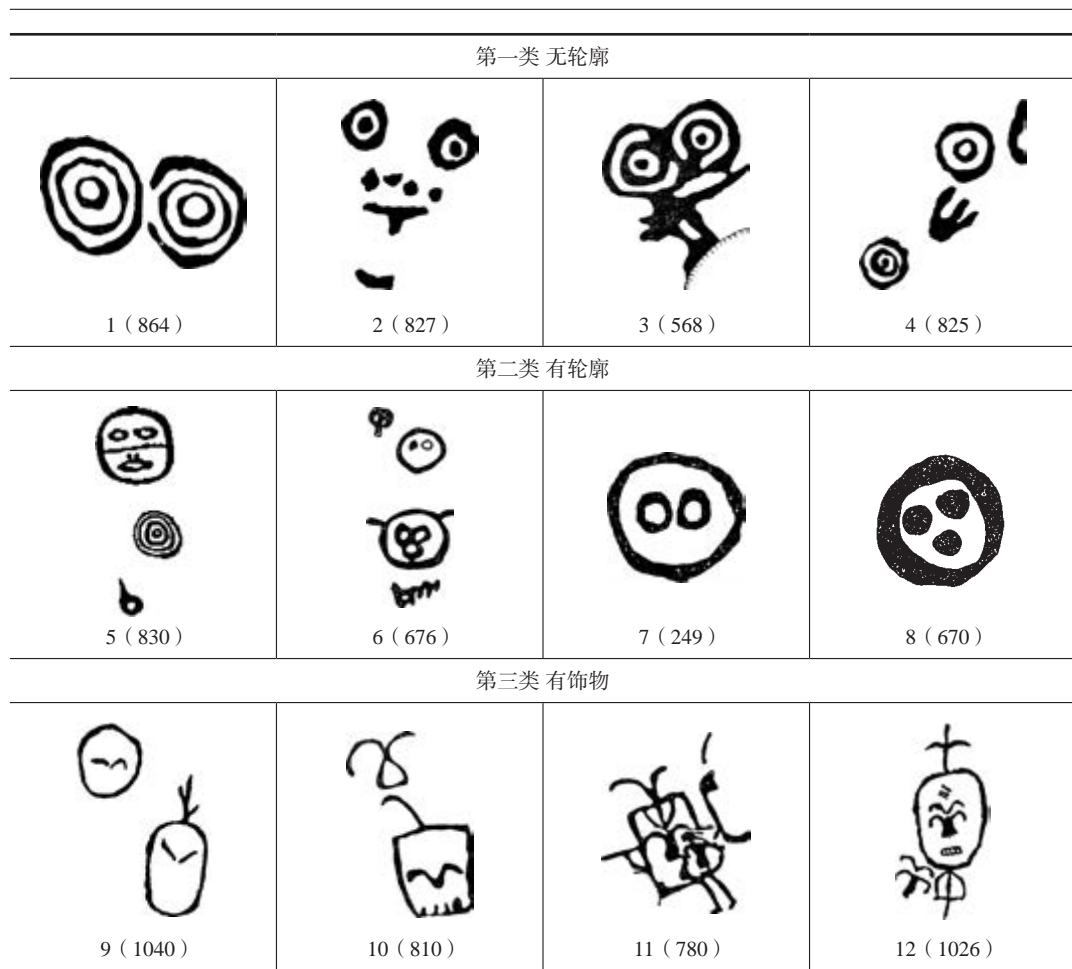 第一类 无轮廓
1（864） 2（827） 3（568） 4（825）
第二类 有轮廓
5（830） 6（676） 7（249） 8（670）
第三类 有饰物
9（1040） 10（810） 11（780） 12（1026）